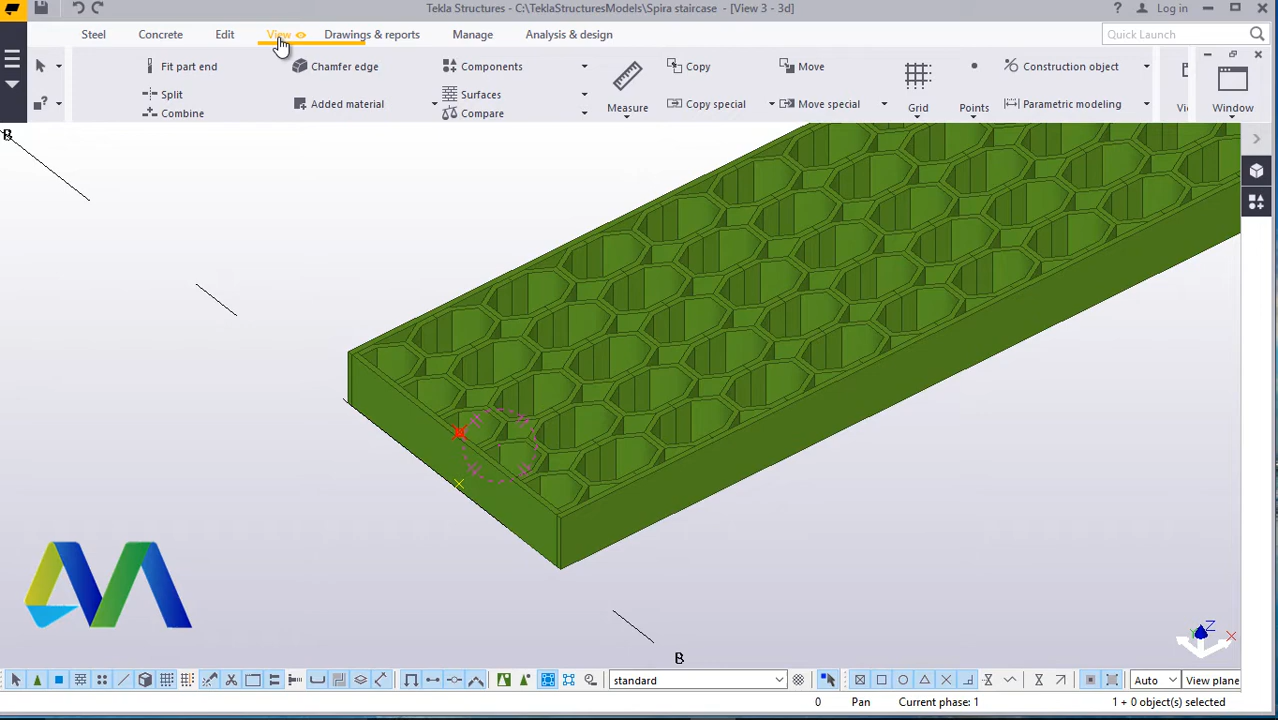 Tekla Structures - C:\TeklaStructuresModels\Spira staircase - [View 3 - 3d]
? Log in
Steel Concrete Edit View Drawings & reports Manage Analysis & design Quick Launch
Fit part end Chamfer edge Components Copy Move Construction object
Split Surfaces
Added material Measure Copy special Move special Grid Points Parametric modeling Window
Combine Compare
B
Z
B
standard Auto View plane
0 Pan Current phase: 1 1 + 0 object(s) selected